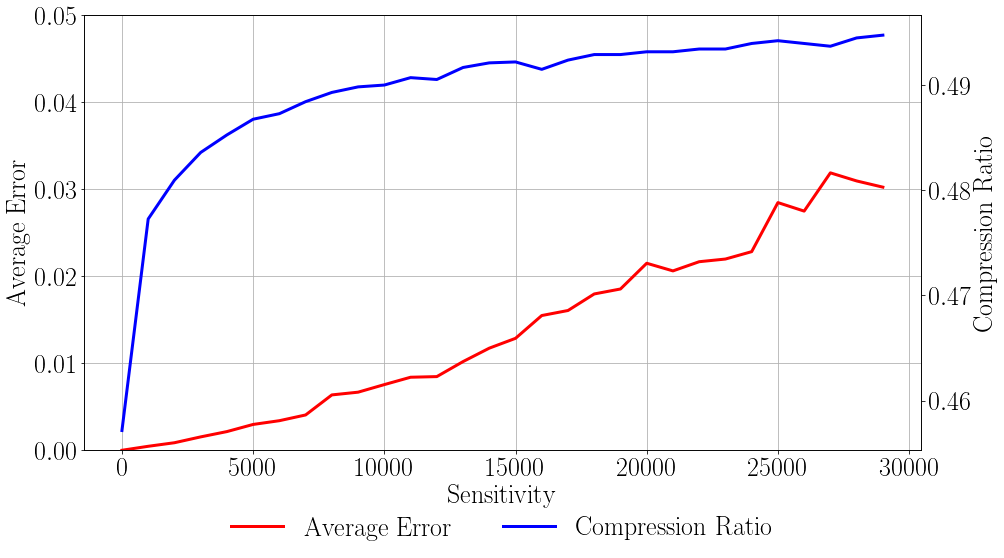 0.05
0.04
0.03
0.02
0.01
0.00
Average Error
0.49
0.48
0.47
0.46
Compression Ratio
0 5000 10000 15000 20000 25000 30000
Sensitivity
Average Error Compression Ratio